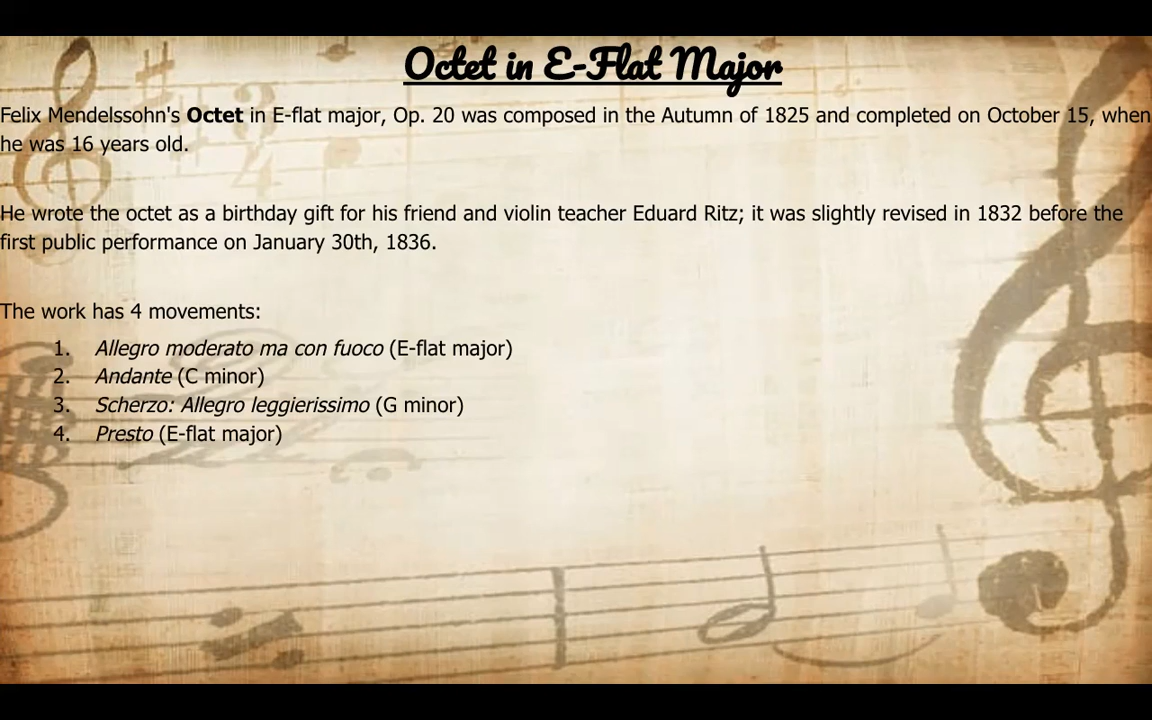 Octet in E-Flat Major
Felix Mendelssohn's Octet in E-flat major, Op. 20 was composed in the Autumn of 1825 and completed on October 15, when
he was 16 years old.
He wrote the octet as a birthday gift for his friend and violin teacher Eduard Ritz; it was slightly revised in 1832 before the
first public performance on January 30th, 1836.
The work has 4 movements:
1. Allegro moderato ma con fuoco (E-flat major)
2. Andante (C minor)
3. Scherzo: Allegro leggierissimo (G minor)
4. Presto (E-flat major)